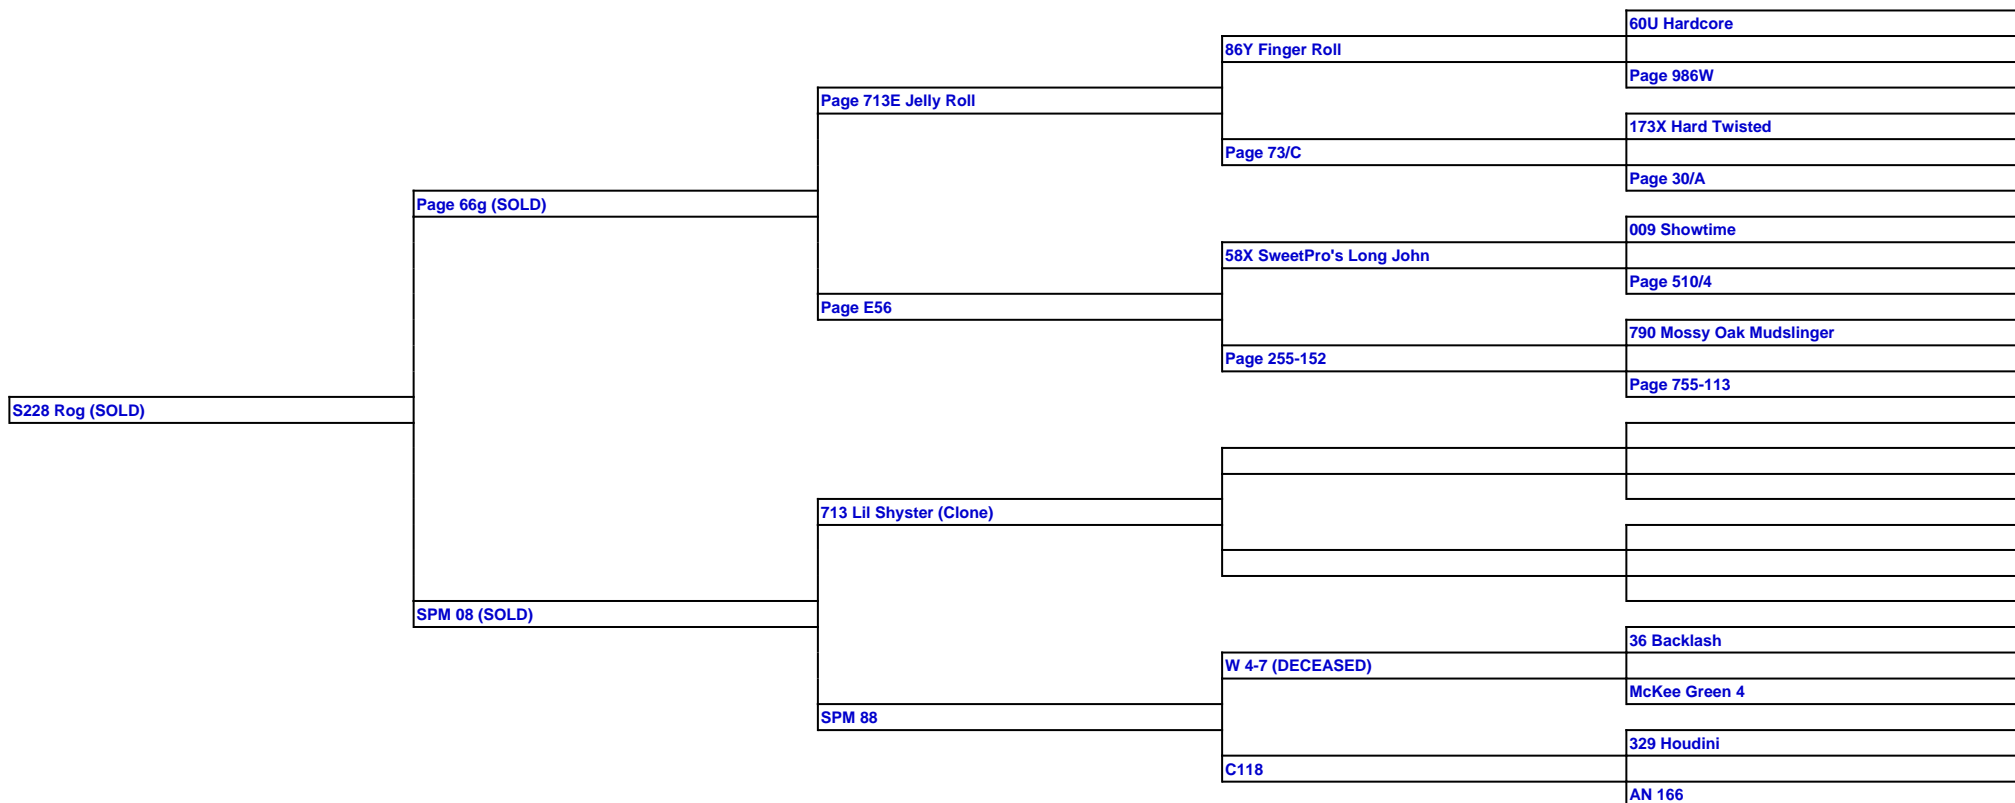 60U Hardcore
86Y Finger Roll
Page 986W
Page 713E Jelly Roll
173X Hard Twisted
Page 73/C
Page 30/A
Page 66g (SOLD)
009 Showtime
58X SweetPro's Long John
Page 510/4
Page E56
790 Mossy Oak Mudslinger
Page 255-152
Page 755-113
S228 Rog (SOLD)
713 Lil Shyster (Clone)
SPM 08 (SOLD)
36 Backlash
W 4-7 (DECEASED)
McKee Green 4
SPM 88
329 Houdini
C118
AN 166